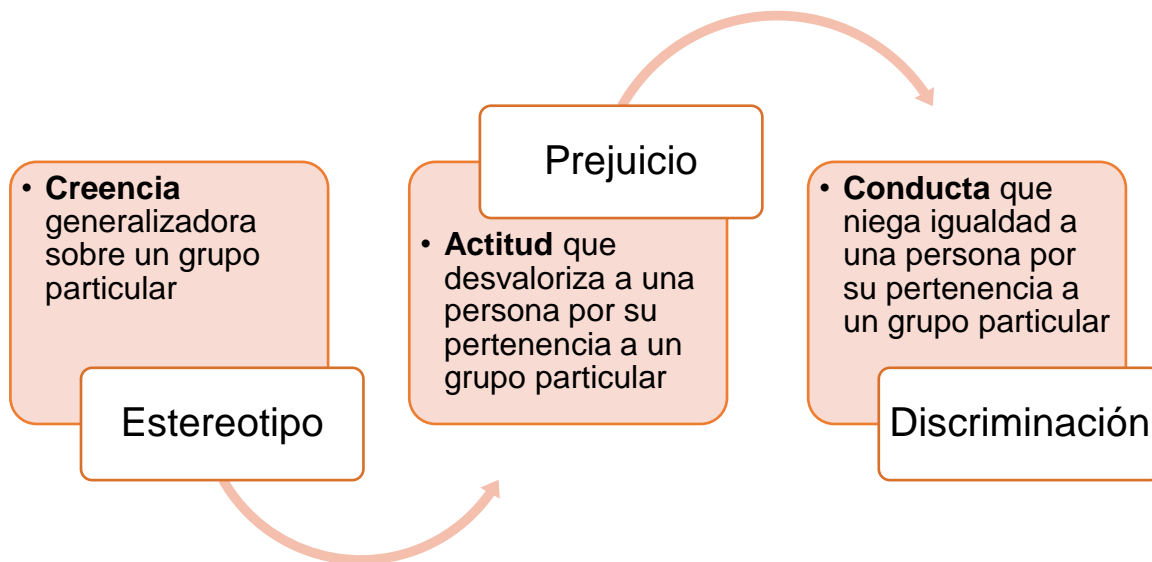 • Creencia
generalizadora
sobre un grupo
particular
Estereotipo
Prejuicio
• Actitud que
desvaloriza a una
persona por su
pertenencia a un
grupo particular
• Conducta que
niega igualdad a
una persona por
su pertenencia a
un grupo particular
Discriminación